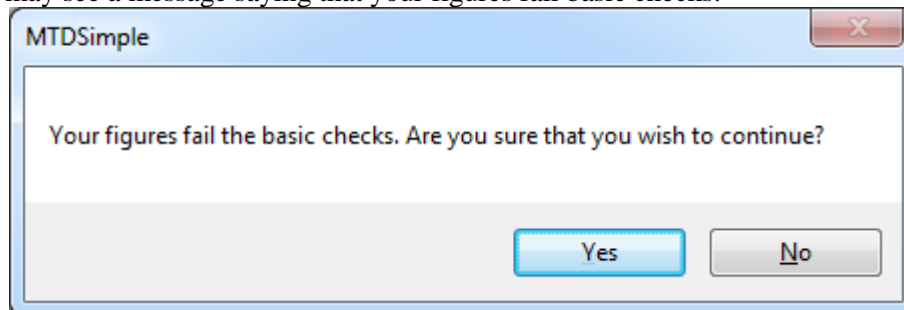 may see a message saying that your figures fail basic checks.
MTDSimple
Your figures fail the basic checks. Are you sure that you wish to continue?
Yes
No